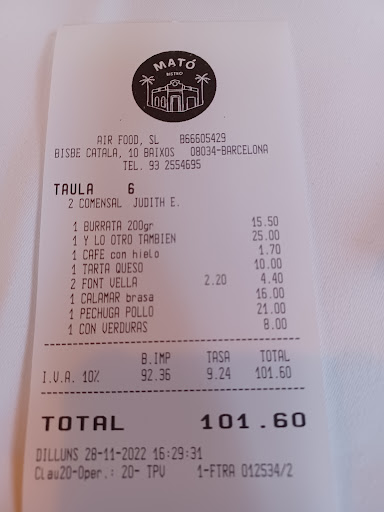 MATÓ
BISTRO
AIR FOOD, SL B66605429
BISBE CATALA, 10 BAIXOS 08034-BARCELONA
TEL. 93 2554695
TAULA 6
2 COMENSAL JUDITH E.
1 BURRATA 200gr 15.50
1 Y LO OTRO TAMBIEN 25.00
1 CAFE con hielo 1.70
1 TARTA QUESO 10.00
2 FONT VELLA 2.20 4.40
1 CALAMAR brasa 16.00
1 PECHUGA POLLO 21.00
1 CON VERDURAS 8.00
B.IMP TASA TOTAL
I.V.A. 10% 92.36 9.24 101.60
TOTAL 101.60
DILLUNS 28-11-2022 16:29:31
Clau20-Oper.: 20- TPV 1-FTRA 012534/2